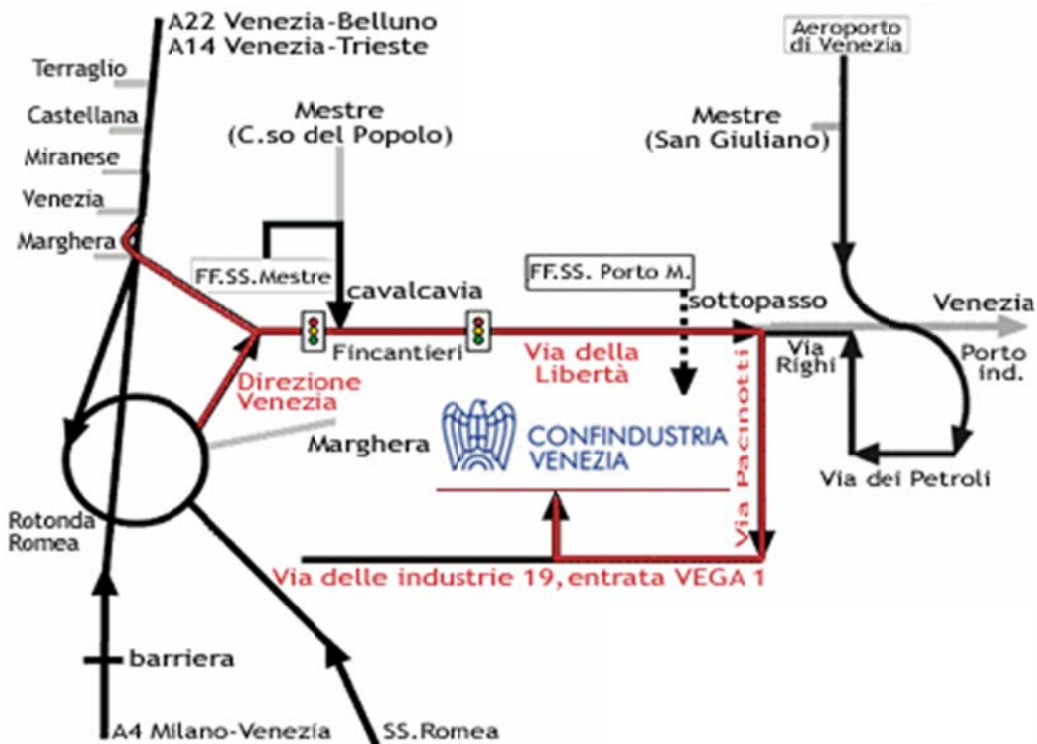 A22 Venezia-Belluno
A14 Venezia-Trieste
Terraglio
Castellana
Miranese
Venezia
Marghera
Mestre
(C.so del Popolo)
Aeroporto
di Venezia
Mestre
(San Giuliano)
FF.SS.Mestre
cavalcavia
FF.SS. Porto M.
sottopasso
Venezia
Fincantieri
Via della
Libertà
Via
Righi
Porto
ind.
Direzione
Venezia
Marghera
CONFINDUSTRIA
VENEZIA
Via Pacinotti
Via dei Petroli
Rotonda
Romea
Via delle industrie 19, entrata VEGA 1
barriera
A4 Milano-Venezia
SS.Romea